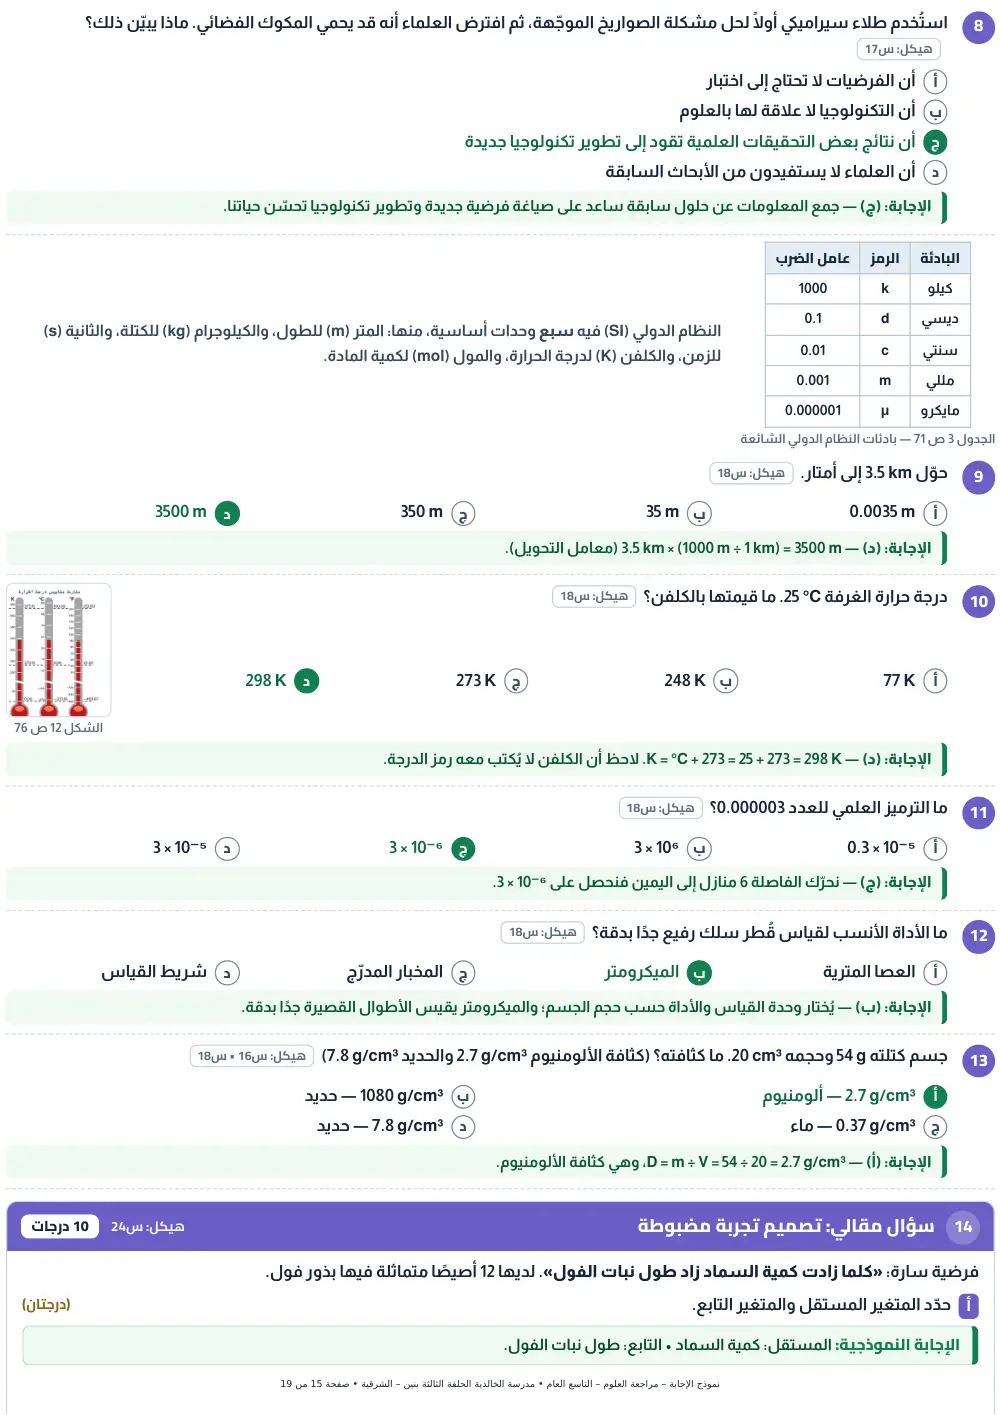 8 استُخدم طلاء سيراميكي أولًا لحل مشكلة الصواريخ الموجّهة، ثم افترض العلماء أنه قد يحمي المكوك الفضائي. ماذا يبيّن ذلك؟
هيكل: س17
أ أن الفرضيات لا تحتاج إلى اختبار
ب أن التكنولوجيا لا علاقة لها بالعلوم
ج أن نتائج بعض التحقيقات العلمية تقود إلى تطوير تكنولوجيا جديدة
د أن العلماء لا يستفيدون من الأبحاث السابقة
الإجابة: (ج) — جمع المعلومات عن حلول سابقة ساعد على صياغة فرضية جديدة وتطوير تكنولوجيا تحسّن حياتنا.
البادئة الرمز عامل الضرب
كيلو k 1000
ديسي d 0.1
سنتي c 0.01
مللي m 0.001
مايكرو µ 0.000001
الجدول 3 ص 71 — بادئات النظام الدولي الشائعة
النظام الدولي (SI) فيه سبع وحدات أساسية، منها: المتر (m) للطول، والكيلوجرام (kg) للكتلة، والثانية (s)
للزمن، والكلفن (K) لدرجة الحرارة، والمول (mol) لكمية المادة.
9 حوّل 3.5 km إلى أمتار. هيكل: س18
أ 0.0035 m ب 35 m ج 350 m د 3500 m
الإجابة: (د) — 3.5 km × (1000 m ÷ 1 km) = 3500 m (معامل التحويل).
10 درجة حرارة الغرفة 25 °C. ما قيمتها بالكلفن؟ هيكل: س18
أ 77 K ب 248 K ج 273 K د 298 K
مقارنة مقاييس درجة الحرارة
K °C °F
الشكل 12 ص 76
الإجابة: (د) — K = °C + 273 = 25 + 273 = 298 K. لاحظ أن الكلفن لا يُكتب معه رمز الدرجة.
11 ما الترميز العلمي للعدد 0.000003؟ هيكل: س18
أ 0.3 × 10⁻⁵ ب 3 × 10⁶ ج 3 × 10⁻⁶ د 3 × 10⁻⁵
الإجابة: (ج) — نحرّك الفاصلة 6 منازل إلى اليمين فنحصل على 3 × 10⁻⁶.
12 ما الأداة الأنسب لقياس قُطر سلك رفيع جدًا بدقة؟ هيكل: س18
أ العصا المترية ب الميكرومتر ج المخبار المدرّج د شريط القياس
الإجابة: (ب) — يُختار وحدة القياس والأداة حسب حجم الجسم؛ والميكرومتر يقيس الأطوال القصيرة جدًا بدقة.
13 جسم كتلته 54 g وحجمه 20 cm³. ما كثافته؟ (كثافة الألومنيوم 2.7 g/cm³ والحديد 7.8 g/cm³) هيكل: س16 • س18
أ 2.7 g/cm³ — ألومنيوم ب 1080 g/cm³ — حديد
ج 0.37 g/cm³ — ماء د 7.8 g/cm³ — حديد
الإجابة: (أ) — D = m ÷ V = 54 ÷ 20 = 2.7 g/cm³، وهي كثافة الألومنيوم.
14 سؤال مقالي: تصميم تجربة مضبوطة هيكل: س24 10 درجات
فرضية سارة: «كلما زادت كمية السماد زاد طول نبات الفول». لديها 12 أصيصًا متماثلة فيها بذور فول.
أ حدّد المتغير المستقل والمتغير التابع. (درجتان)
الإجابة النموذجية: المستقل: كمية السماد • التابع: طول نبات الفول.
نموذج الإجابة – مراجعة العلوم – التاسع العام • مدرسة الخالدية الحلقة الثالثة بنين – الشرقية • صفحة 15 من 19